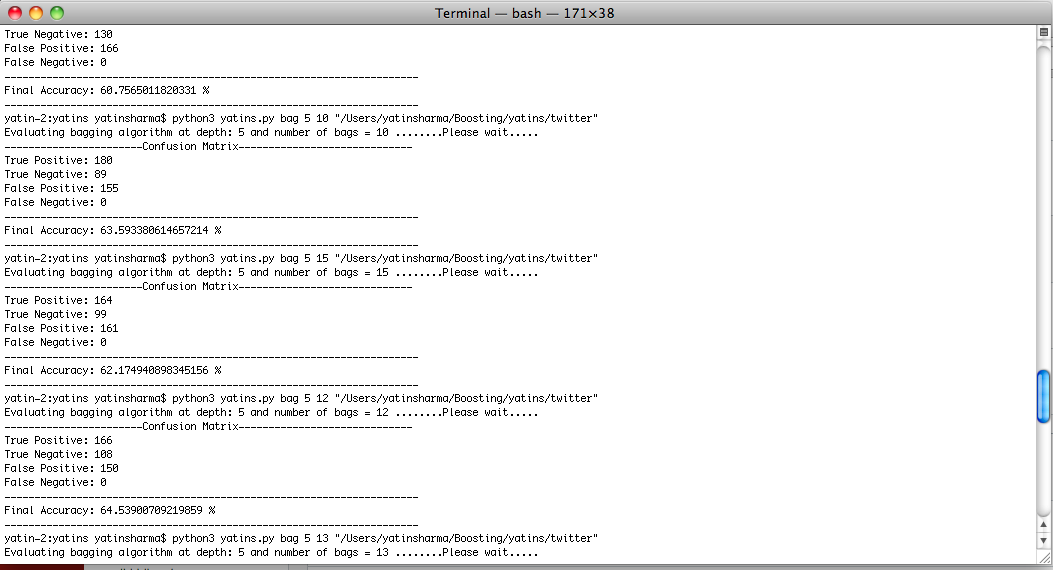 Terminal — bash — 171×38
True Negative: 130
False Positive: 166
False Negative: 0
---------------------------------------------------------------------
Final Accuracy: 60.7565011820331 %
---------------------------------------------------------------------
yatin-2:yatins yatinsharma$ python3 yatins.py bag 5 10 "/Users/yatinsharma/Boosting/yatins/twitter"
Evaluating bagging algorithm at depth: 5 and number of bags = 10 ........Please wait.....
-----------------------Confusion Matrix-----------------------------
True Positive: 180
True Negative: 89
False Positive: 155
False Negative: 0
---------------------------------------------------------------------
Final Accuracy: 63.593380614657214 %
---------------------------------------------------------------------
yatin-2:yatins yatinsharma$ python3 yatins.py bag 5 15 "/Users/yatinsharma/Boosting/yatins/twitter"
Evaluating bagging algorithm at depth: 5 and number of bags = 15 ........Please wait.....
-----------------------Confusion Matrix-----------------------------
True Positive: 164
True Negative: 99
False Positive: 161
False Negative: 0
---------------------------------------------------------------------
Final Accuracy: 62.174940898345156 %
---------------------------------------------------------------------
yatin-2:yatins yatinsharma$ python3 yatins.py bag 5 12 "/Users/yatinsharma/Boosting/yatins/twitter"
Evaluating bagging algorithm at depth: 5 and number of bags = 12 ........Please wait.....
-----------------------Confusion Matrix-----------------------------
True Positive: 166
True Negative: 108
False Positive: 150
False Negative: 0
---------------------------------------------------------------------
Final Accuracy: 64.53900709219859 %
---------------------------------------------------------------------
yatin-2:yatins yatinsharma$ python3 yatins.py bag 5 13 "/Users/yatinsharma/Boosting/yatins/twitter"
Evaluating bagging algorithm at depth: 5 and number of bags = 13 ........Please wait.....